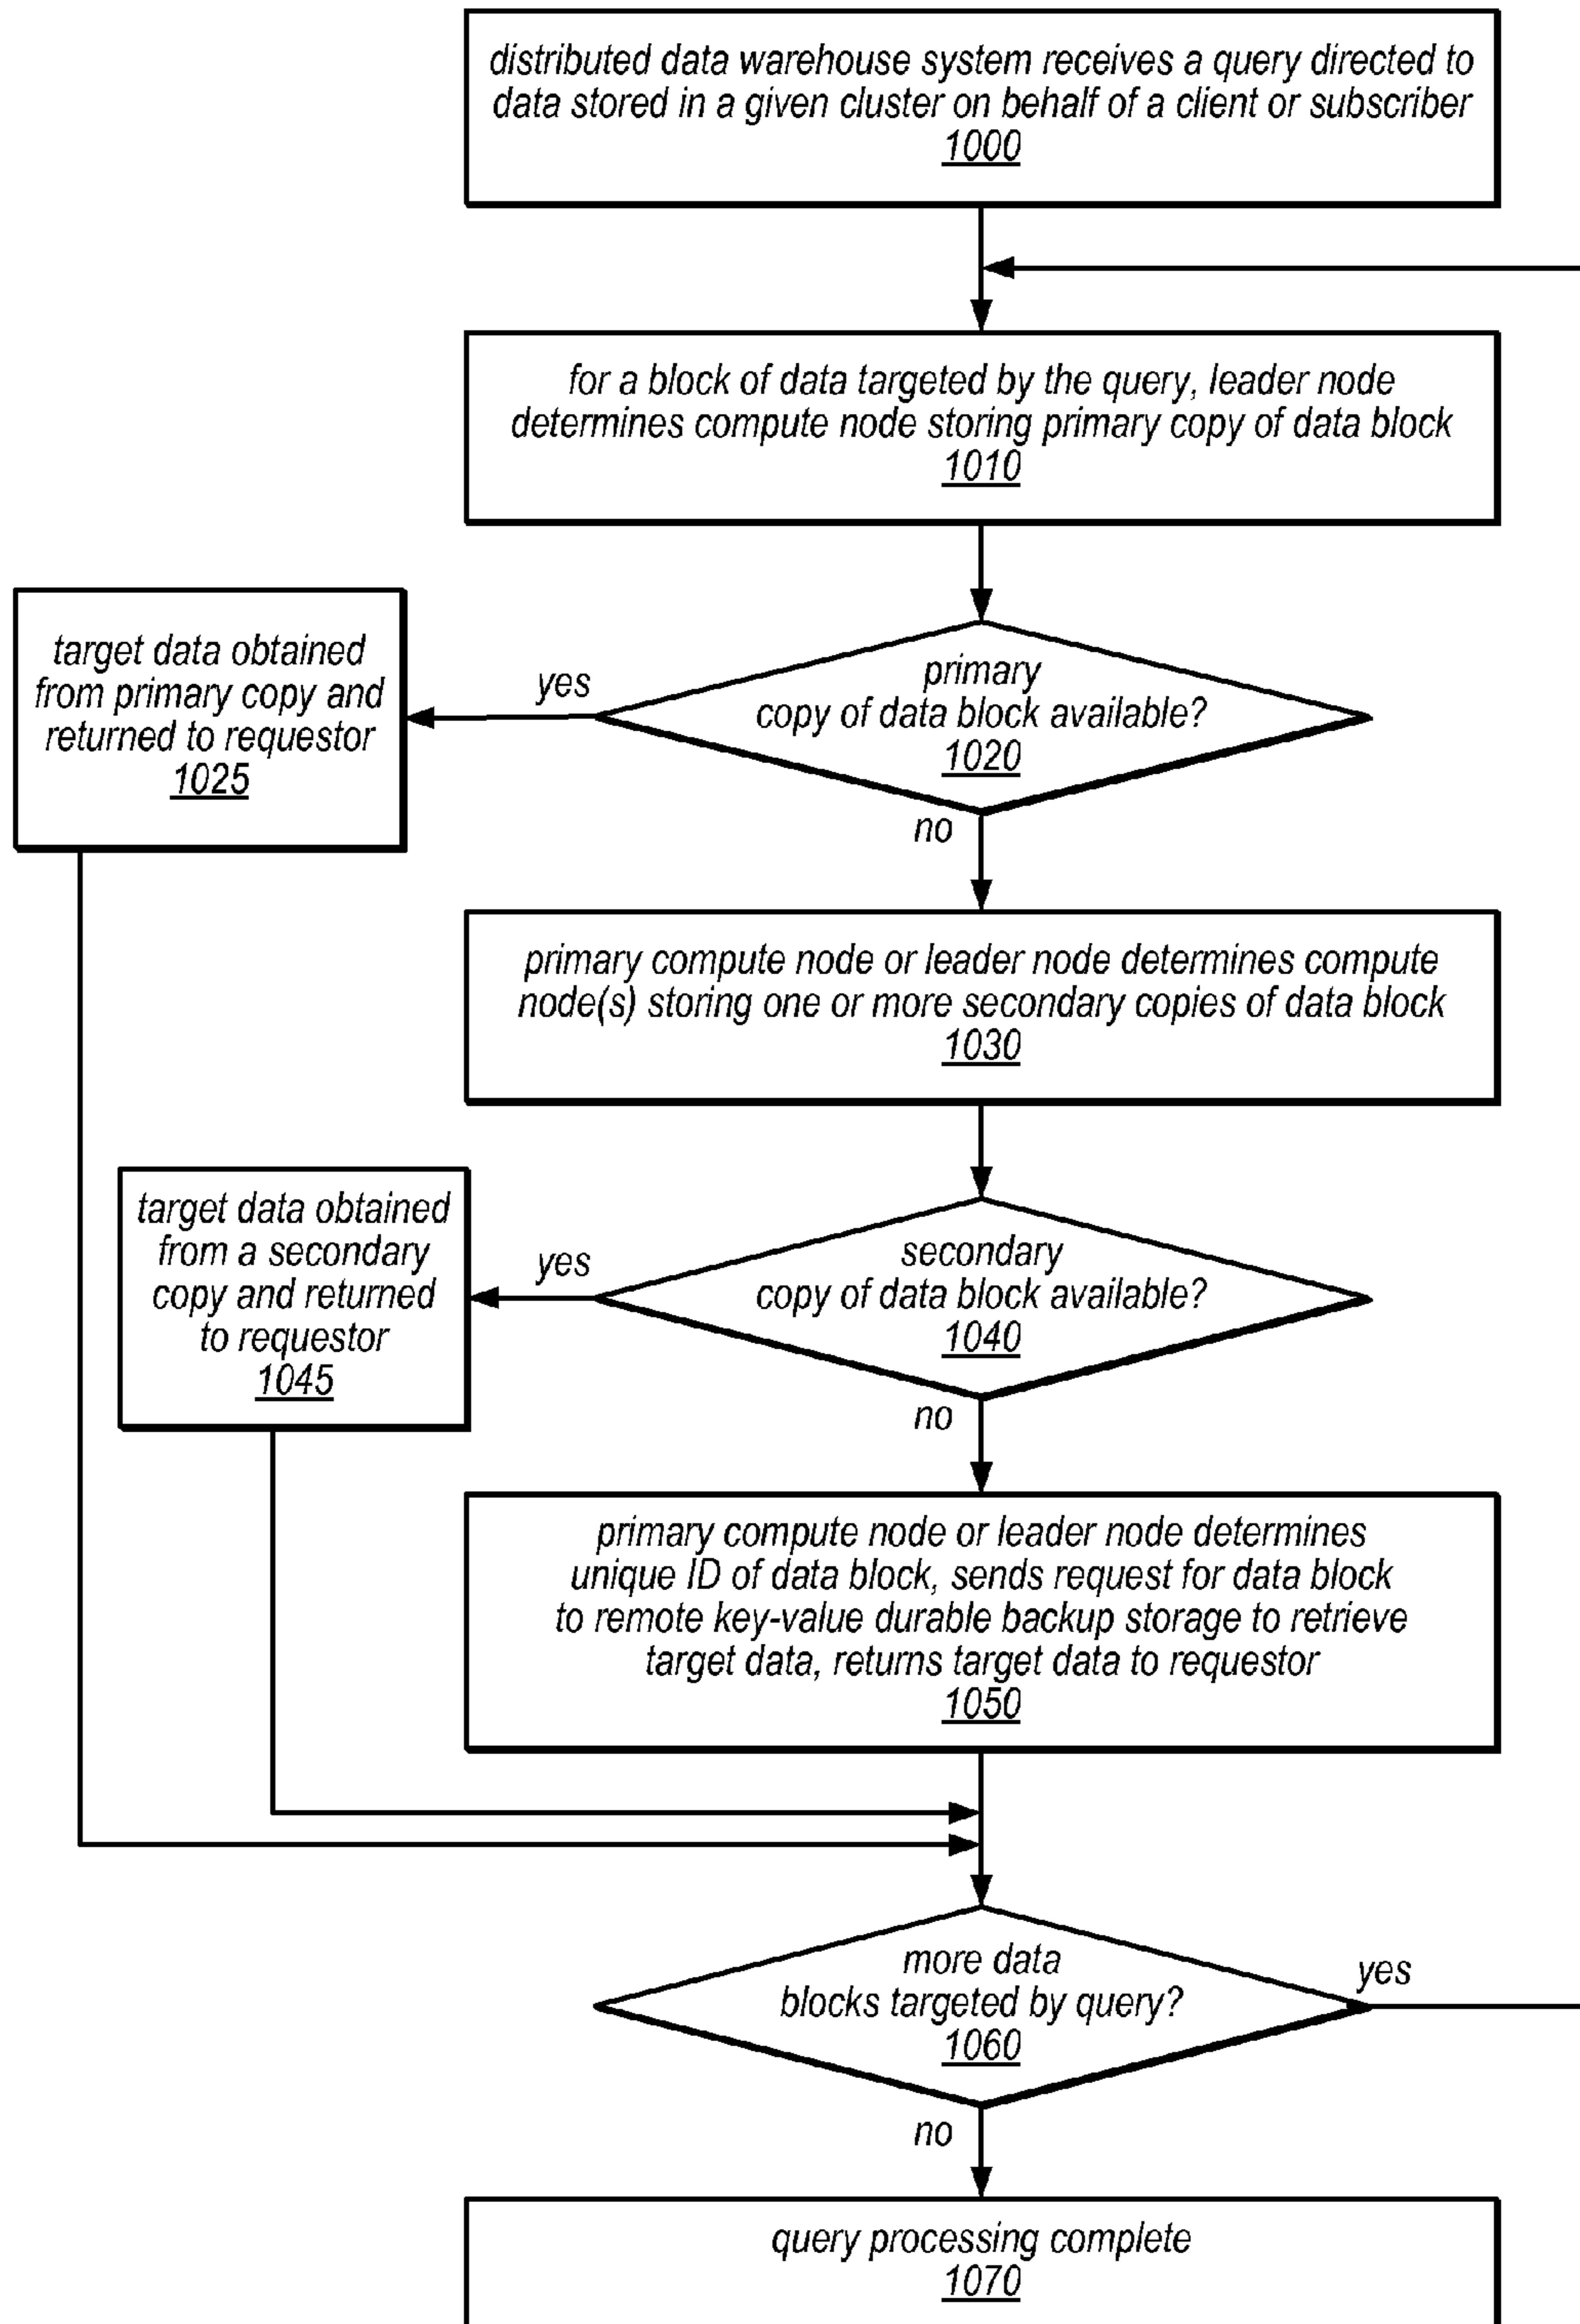 distributed data warehouse system receives a query directed to
data stored in a given cluster on behalf of a client or subscriber
1000
for a block of data targeted by the query, leader node
determines compute node storing primary copy of data block
1010
target data obtained
from primary copy and
returned to requestor
1025
yes
primary
copy of data block available?
1020
no
primary compute node or leader node determines compute
node(s) storing one or more secondary copies of data block
1030
target data obtained
from a secondary
copy and returned
to requestor
1045
yes
secondary
copy of data block available?
1040
no
primary compute node or leader node determines
unique ID of data block, sends request for data block
to remote key-value durable backup storage to retrieve
target data, returns target data to requestor
1050
more data
blocks targeted by query?
1060
yes
no
query processing complete
1070